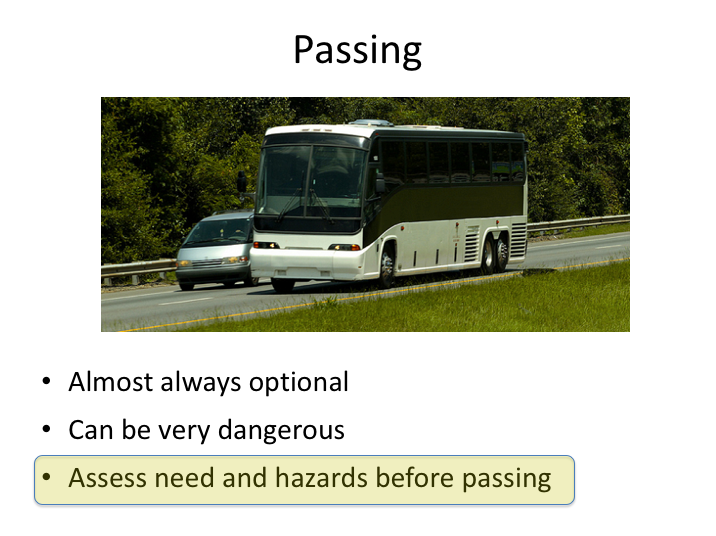 Passing
• Almost always optional
• Can be very dangerous
• Assess need and hazards before passing